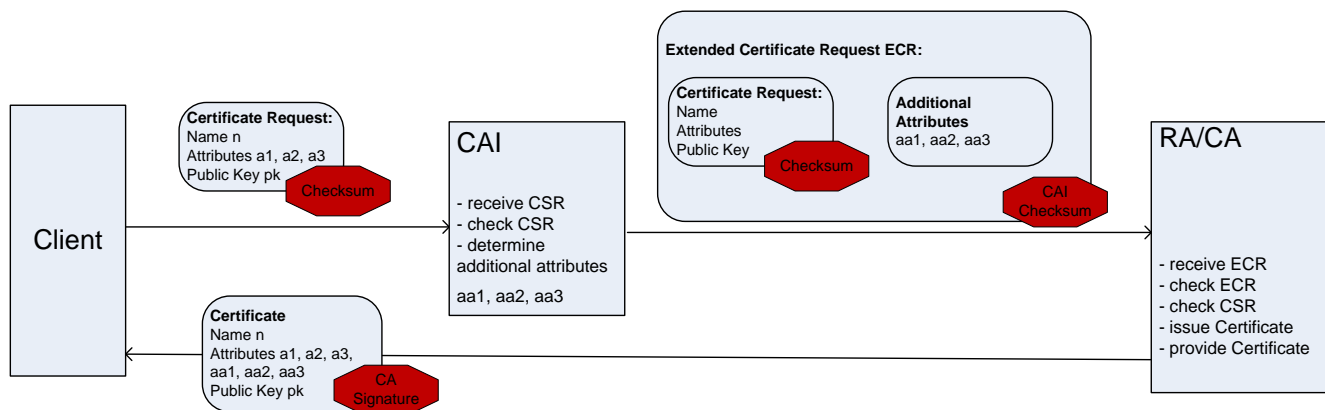 Client
Certificate Request:
Name n
Attributes a1, a2, a3
Public Key pk
Checksum
CAI
- receive CSR
- check CSR
- determine
additional attributes
aa1, aa2, aa3
Extended Certificate Request ECR:
Certificate Request:
Name
Attributes
Public Key
Checksum
Additional
Attributes
aa1, aa2, aa3
CAI
Checksum
RA/CA
- receive ECR
- check ECR
- check CSR
- issue Certificate
- provide Certificate
Certificate
Name n
Attributes a1, a2, a3,
aa1, aa2, aa3
Public Key pk
CA
Signature